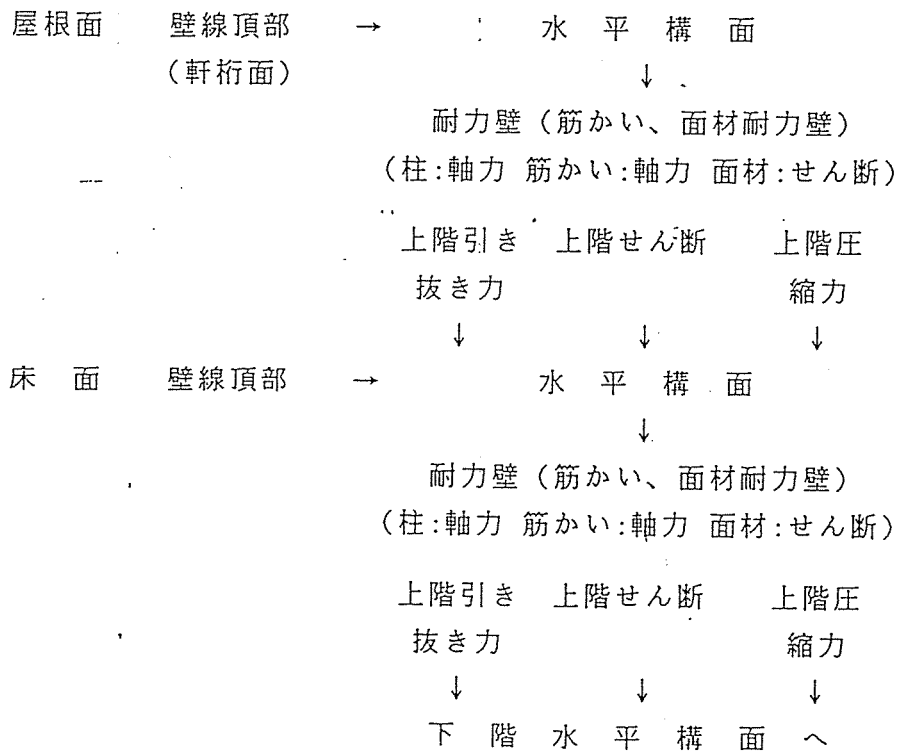 屋根面 壁線頂部 → 水平構面
(軒桁面) ↓
耐力壁(筋かい、面材耐力壁)
(柱:軸力 筋かい:軸力 面材:せん断)
上階引き 上階せん断 上階圧
抜き力 縮力
↓ ↓ ↓
床面 壁線頂部 → 水平構面
↓
耐力壁(筋かい、面材耐力壁)
(柱:軸力 筋かい:軸力 面材:せん断)
上階引き 上階せん断 上階圧
抜き力 縮力
↓ ↓ ↓
下階水平構面へ